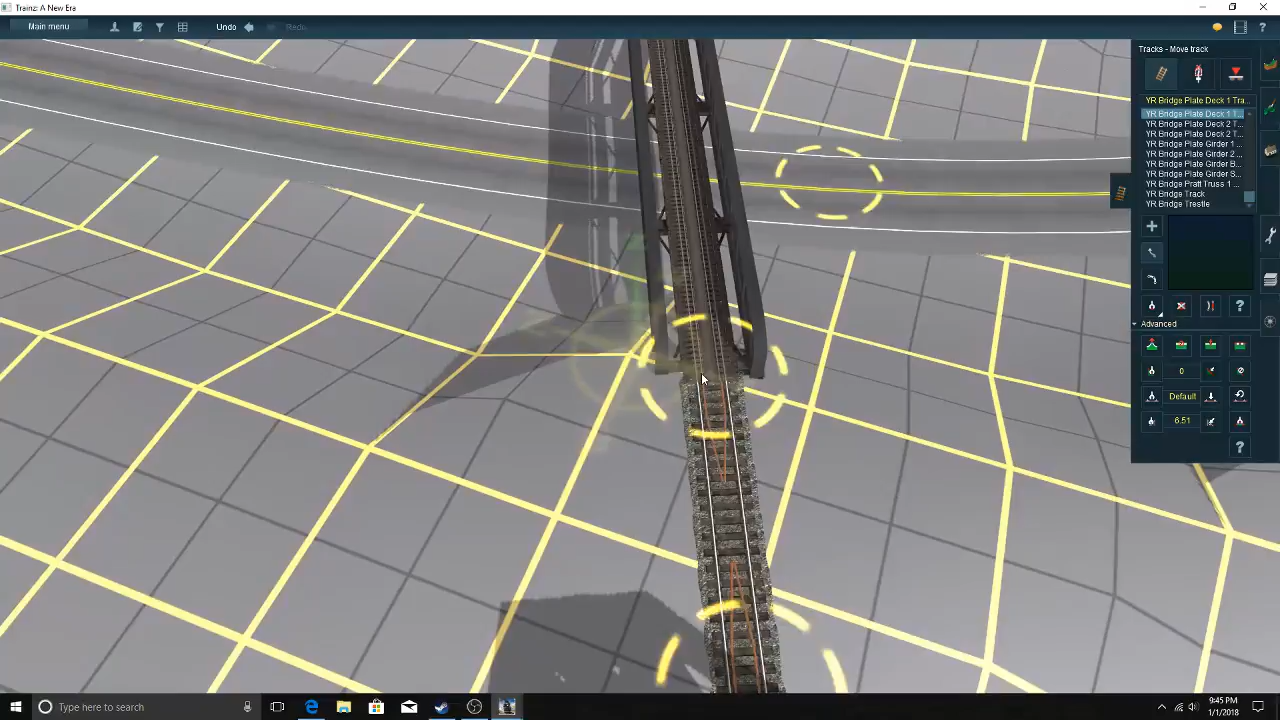 Trainz: A New Era
Main menu
Undo
Redo
Tracks - Move track
YR Bridge Plate Deck 1 Tra...
YR Bridge Plate Deck 1 T...
YR Bridge Plate Deck 2 T...
YR Bridge Plate Deck 2 T...
YR Bridge Plate Girder 1 ...
YR Bridge Plate Girder 2 ...
YR Bridge Plate Girder B...
YR Bridge Plate Girder S...
YR Bridge Pratt Truss 1 ...
YR Bridge Track
YR Bridge Trestle
Advanced
0
Default
6.51
Type here to search
9:45 PM
1/1/2018